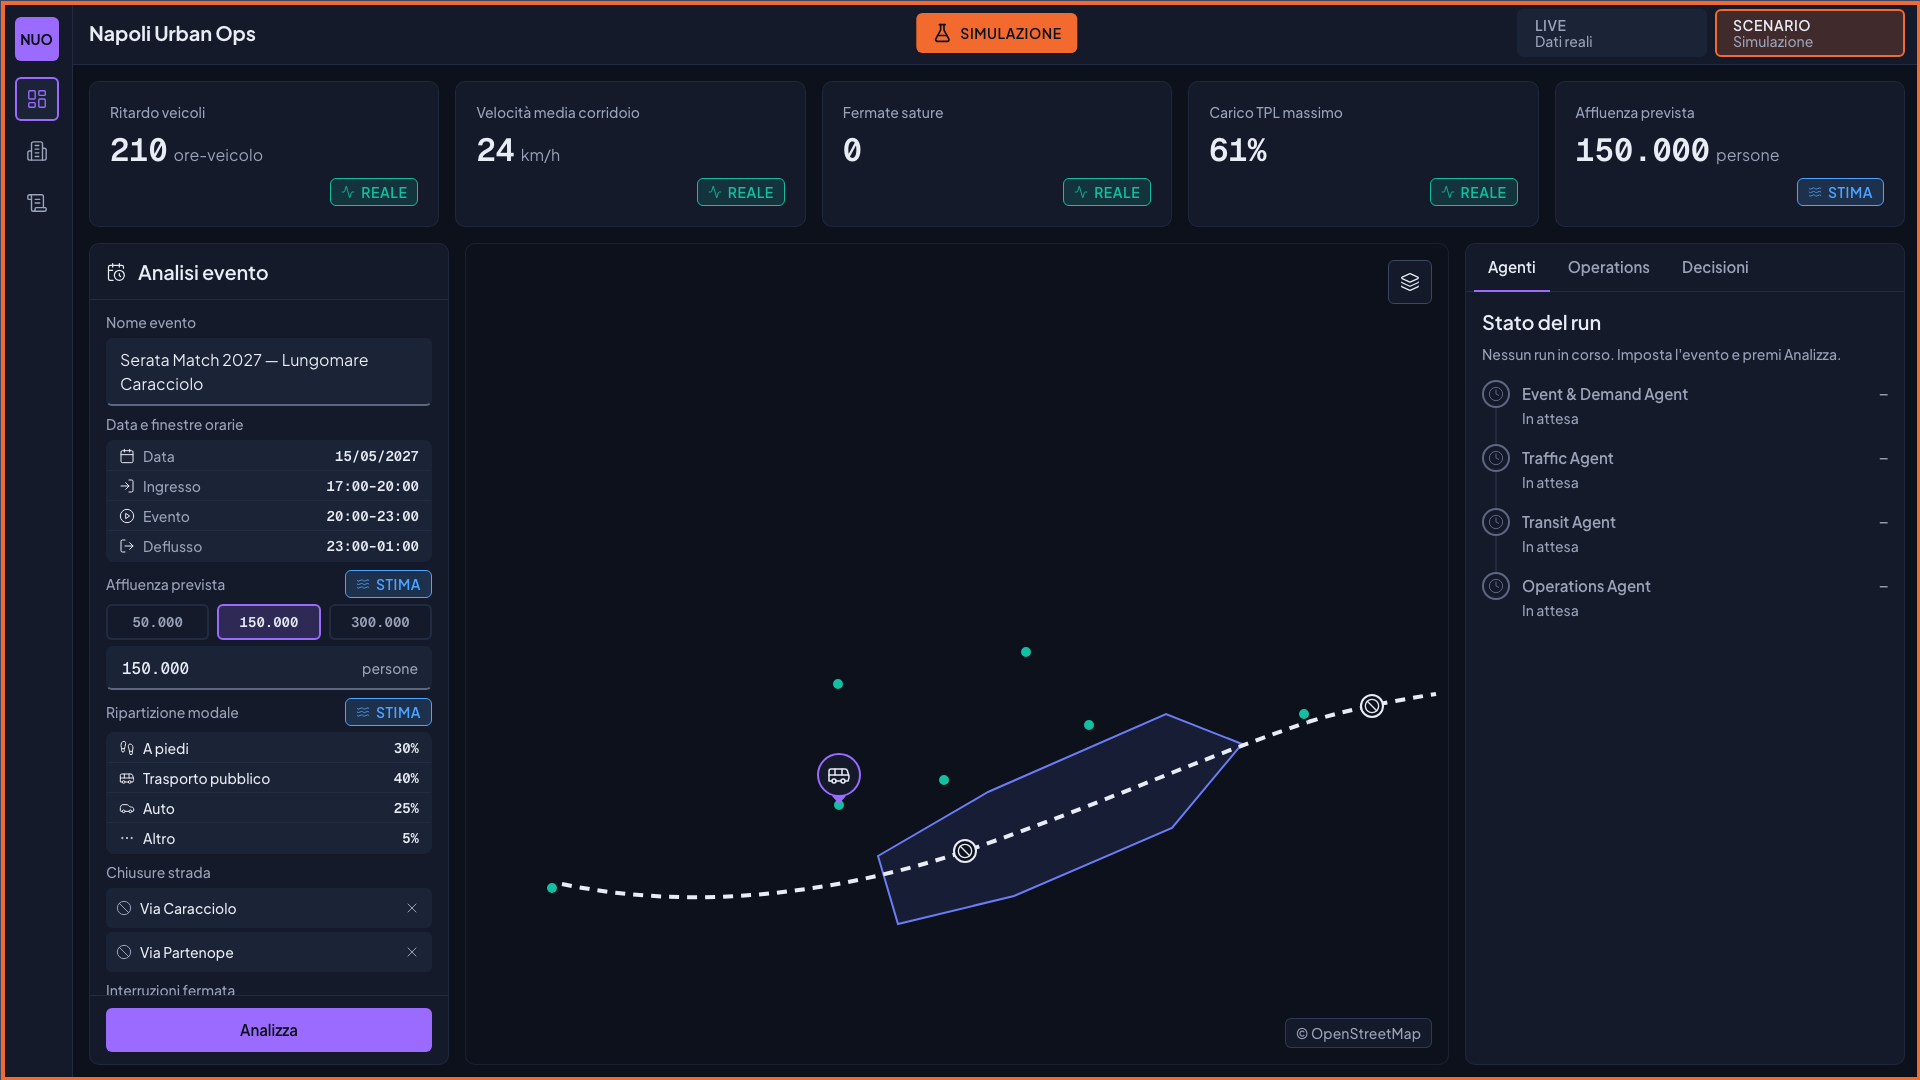 NUO
Napoli Urban Ops
SIMULAZIONE
LIVE
Dati reali
SCENARIO
Simulazione
Ritardo veicoli
210 ore-veicolo
REALE
Velocità media corridoio
24 km/h
REALE
Fermate sature
0
REALE
Carico TPL massimo
61%
REALE
Affluenza prevista
150.000 persone
STIMA
Analisi evento
Nome evento
Serata Match 2027 — Lungomare
Caracciolo
Data e finestre orarie
Data 15/05/2027
Ingresso 17:00–20:00
Evento 20:00–23:00
Deflusso 23:00–01:00
Affluenza prevista STIMA
50.000 150.000 300.000
150.000 persone
Ripartizione modale STIMA
A piedi 30%
Trasporto pubblico 40%
Auto 25%
Altro 5%
Chiusure strada
Via Caracciolo
Via Partenope
Interruzioni fermata
Analizza
© OpenStreetMap
Agenti Operations Decisioni
Stato del run
Nessun run in corso. Imposta l'evento e premi Analizza.
Event & Demand Agent –
In attesa
Traffic Agent –
In attesa
Transit Agent –
In attesa
Operations Agent –
In attesa